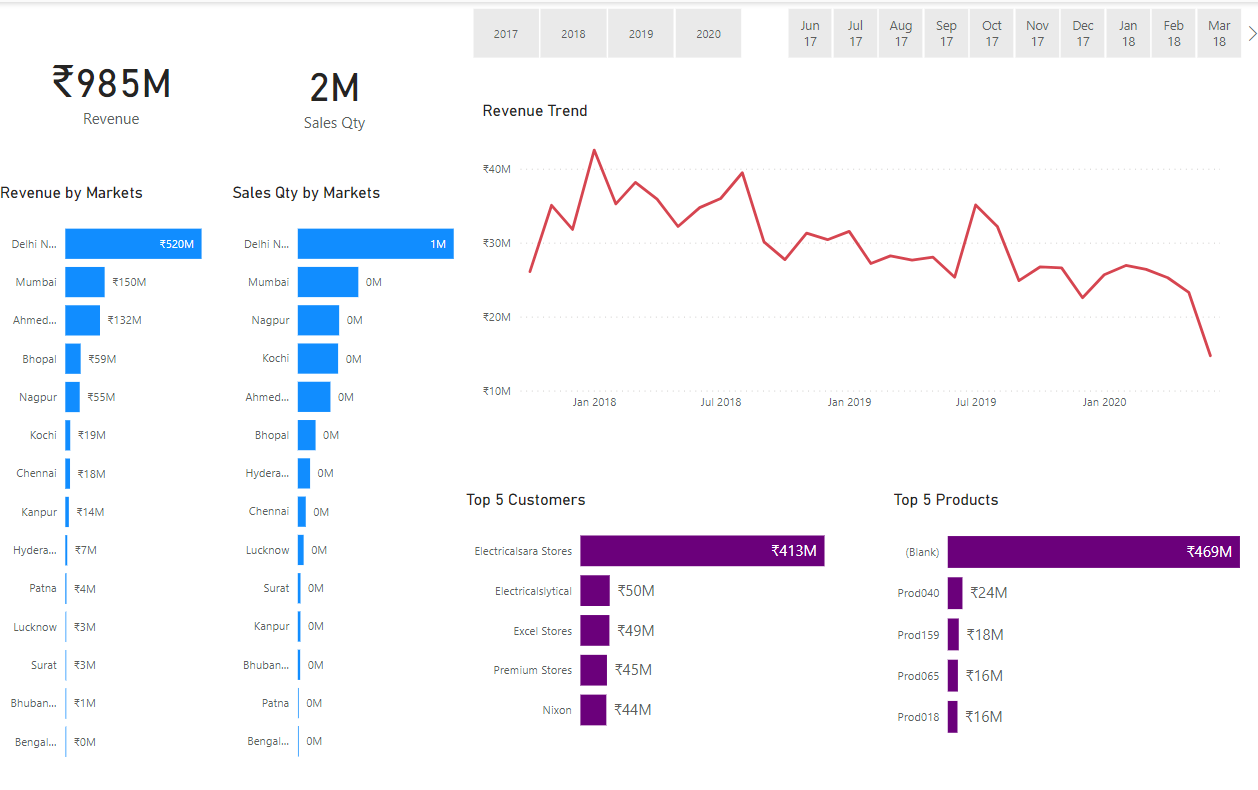 2017 2018 2019 2020
Jun Jul Aug Sep Oct Nov Dec Jan Feb Mar
17 17 17 17 17 17 17 18 18 18
₹985M
Revenue
2M
Sales Qty
Revenue by Markets
Delhi N... ₹520M
Mumbai ₹150M
Ahmed... ₹132M
Bhopal ₹59M
Nagpur ₹55M
Kochi ₹19M
Chennai ₹18M
Kanpur ₹14M
Hydera... ₹7M
Patna ₹4M
Lucknow ₹3M
Surat ₹3M
Bhuban... ₹1M
Bengal... ₹0M
Sales Qty by Markets
Delhi N... 1M
Mumbai 0M
Nagpur 0M
Kochi 0M
Ahmed... 0M
Bhopal 0M
Hydera... 0M
Chennai 0M
Lucknow 0M
Surat 0M
Kanpur 0M
Bhuban... 0M
Patna 0M
Bengal... 0M
Revenue Trend
₹40M
₹30M
₹20M
₹10M
Jan 2018 Jul 2018 Jan 2019 Jul 2019 Jan 2020
Top 5 Customers
Electricalsara Stores ₹413M
Electricalslytical ₹50M
Excel Stores ₹49M
Premium Stores ₹45M
Nixon ₹44M
Top 5 Products
(Blank) ₹469M
Prod040 ₹24M
Prod159 ₹18M
Prod065 ₹16M
Prod018 ₹16M